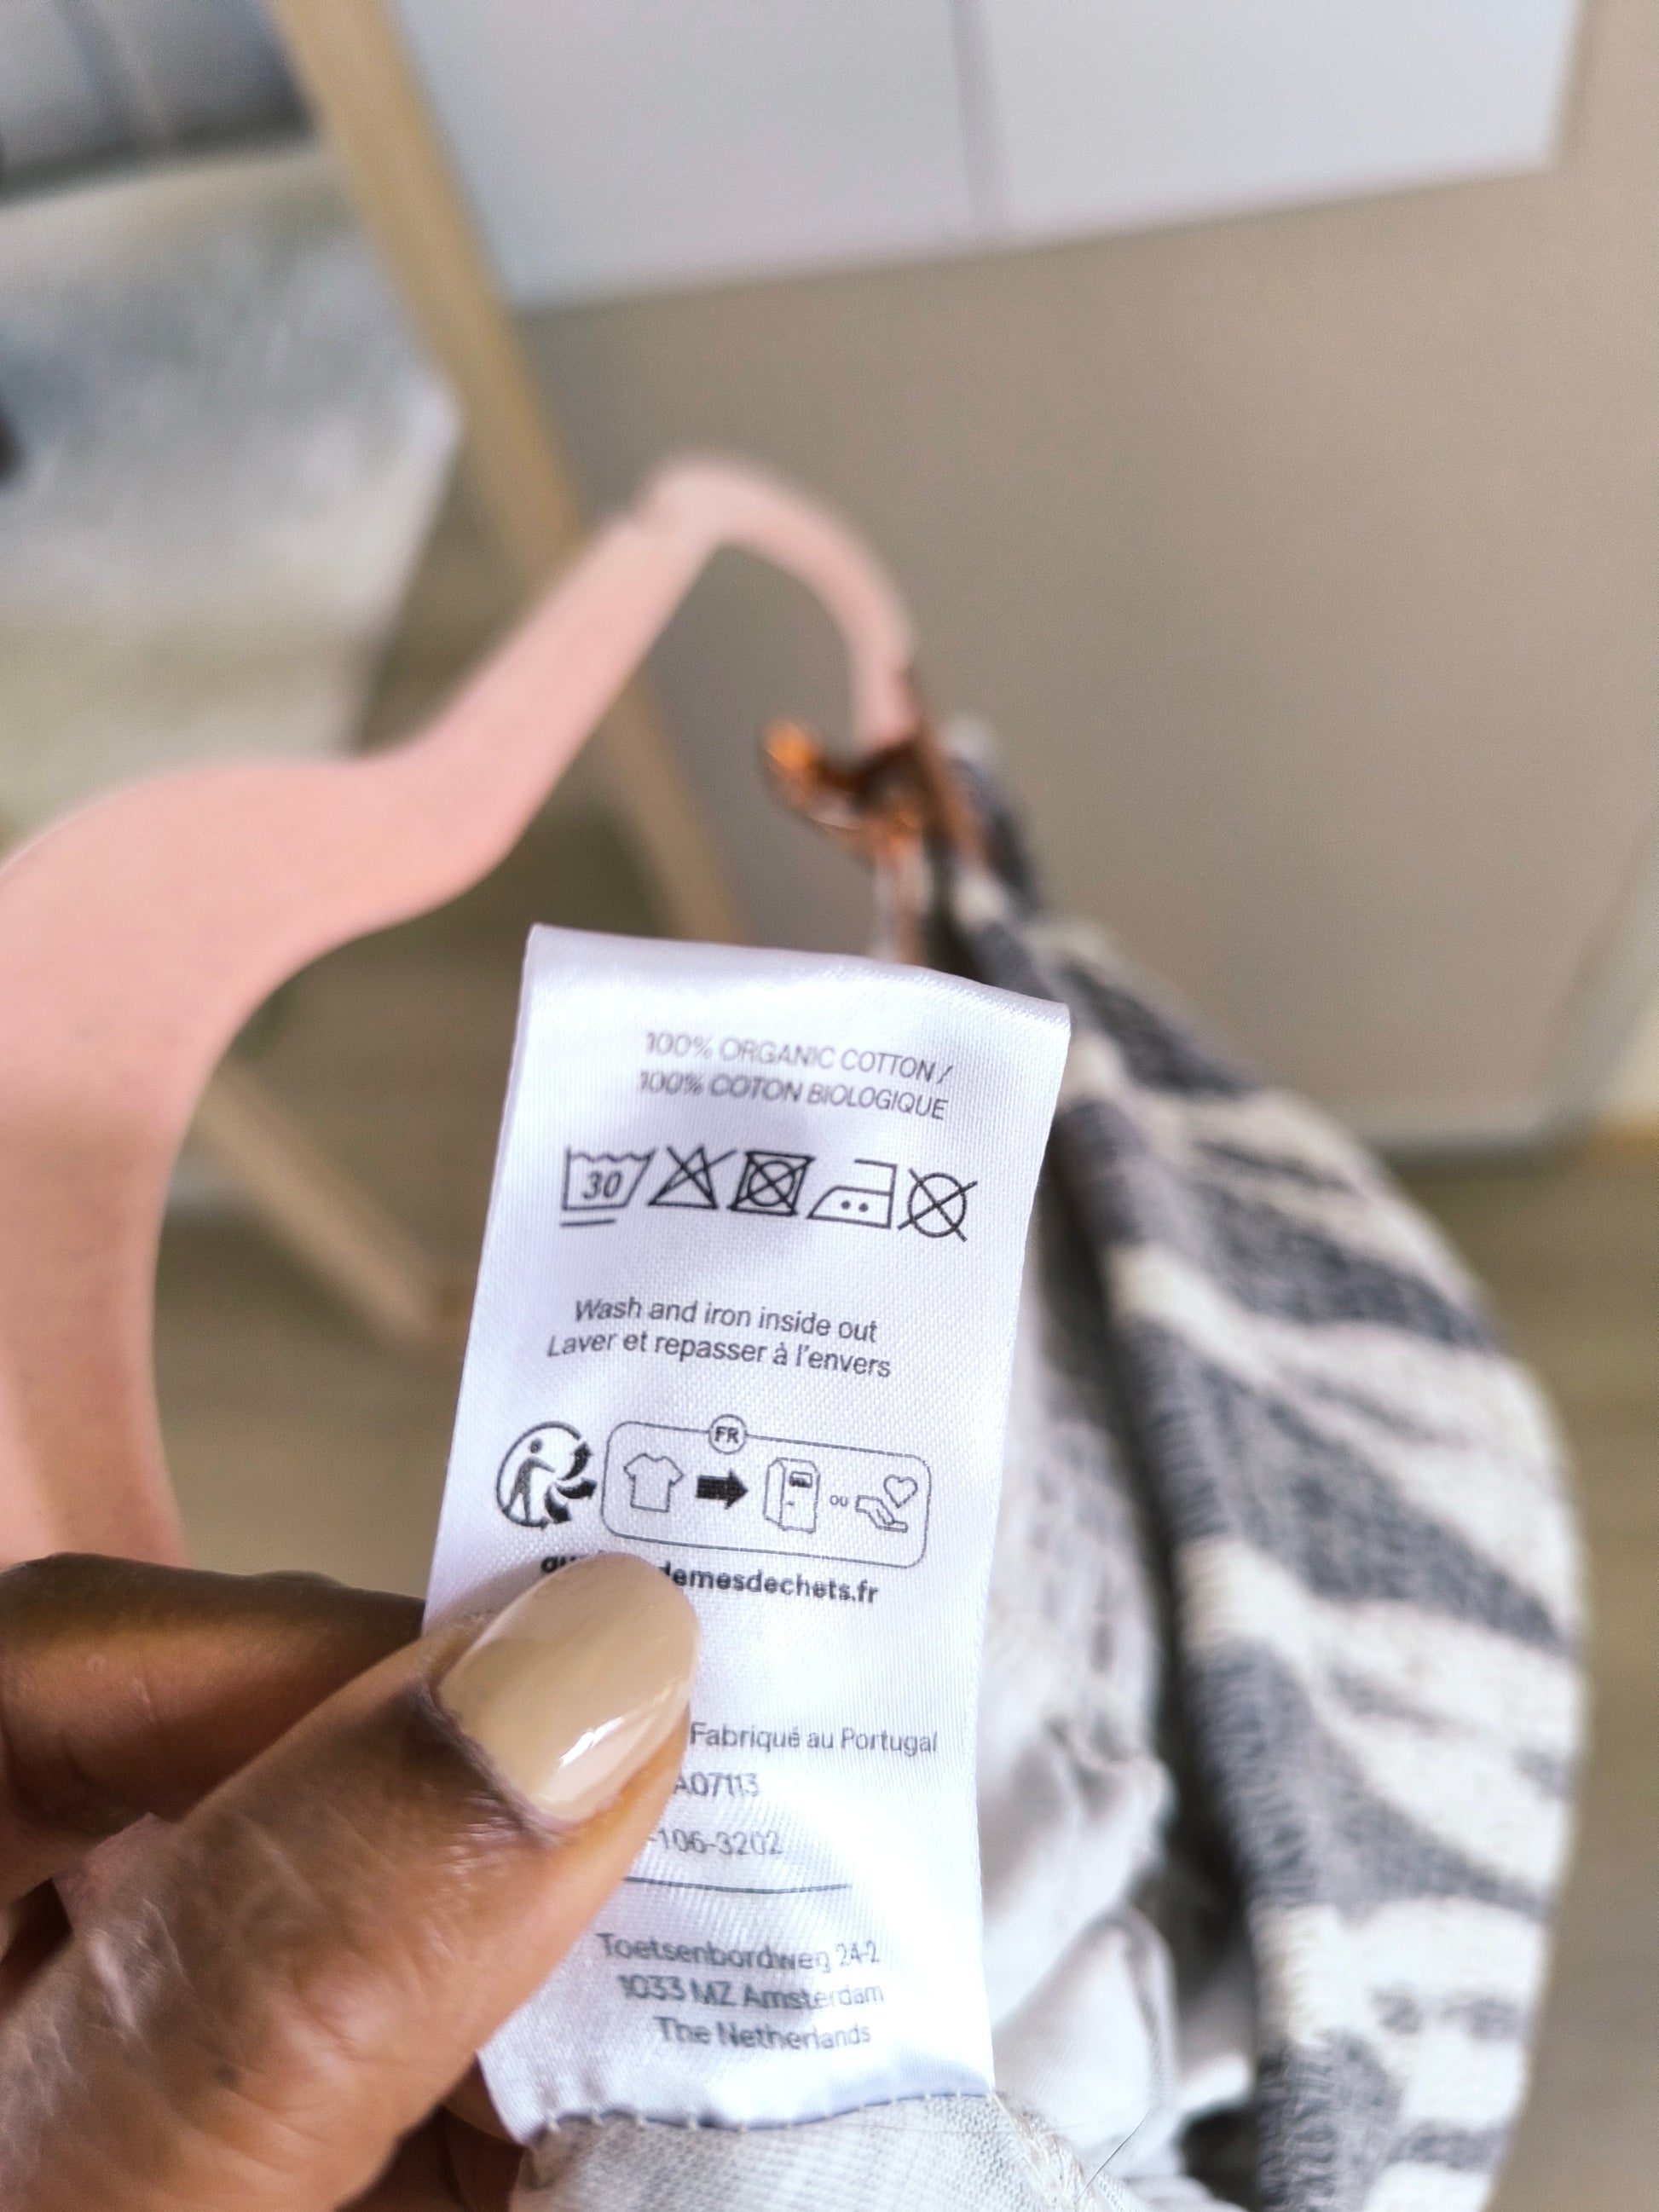 100% ORGANIC COTTON /
100% COTON BIOLOGIQUE
30
Wash and iron inside out
Laver et repasser à l'envers
FR
ou
demesdechets.fr
Fabriqué au Portugal
A07113
-106-3202
Toetsenbordweg 24-2
1033 MZ Amsterdam
The Netherlands